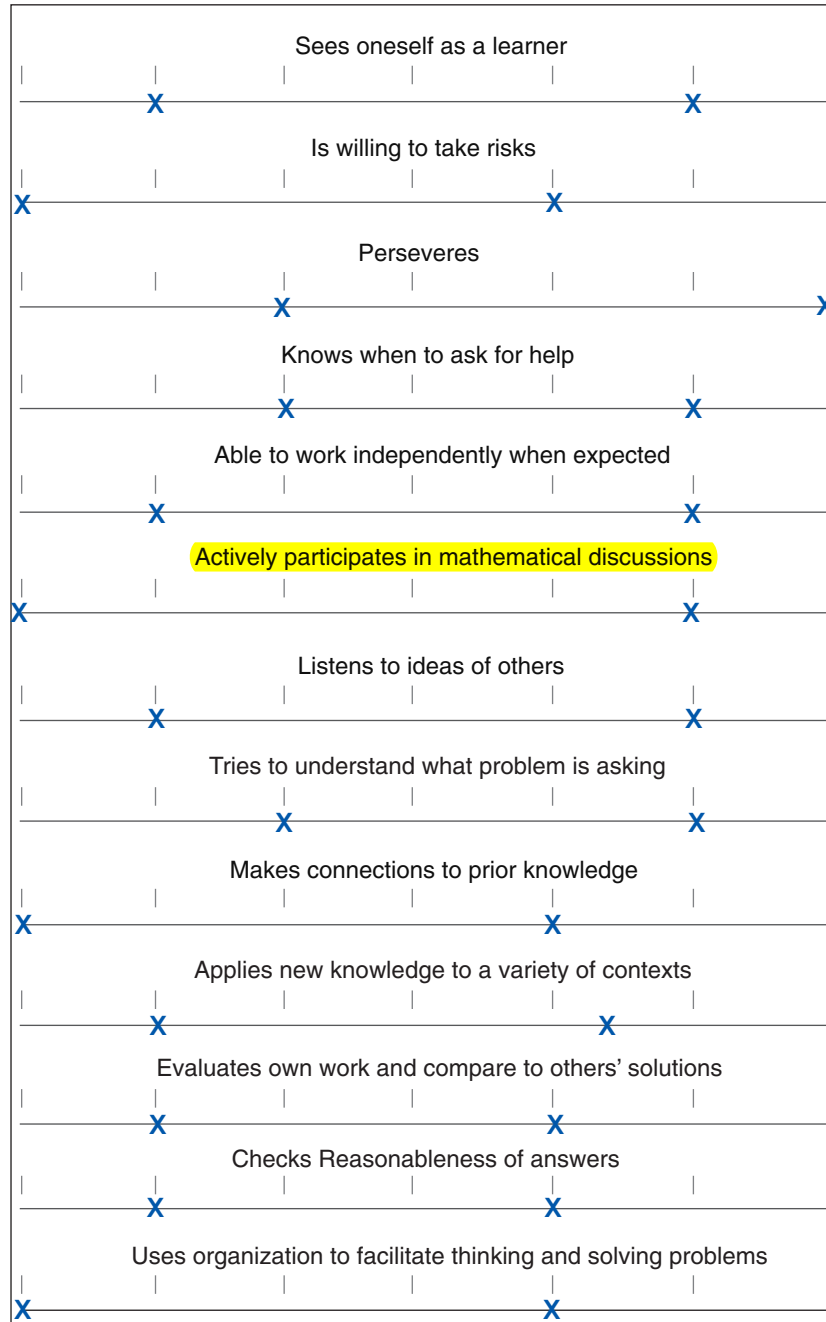 Sees oneself as a learner
X X
Is willing to take risks
X X
Perseveres
X X
Knows when to ask for help
X X
Able to work independently when expected
X X
Actively participates in mathematical discussions
X X
Listens to ideas of others
X X
Tries to understand what problem is asking
X X
Makes connections to prior knowledge
X X
Applies new knowledge to a variety of contexts
X X
Evaluates own work and compare to others’ solutions
X X
Checks Reasonableness of answers
X X
Uses organization to facilitate thinking and solving problems
X X